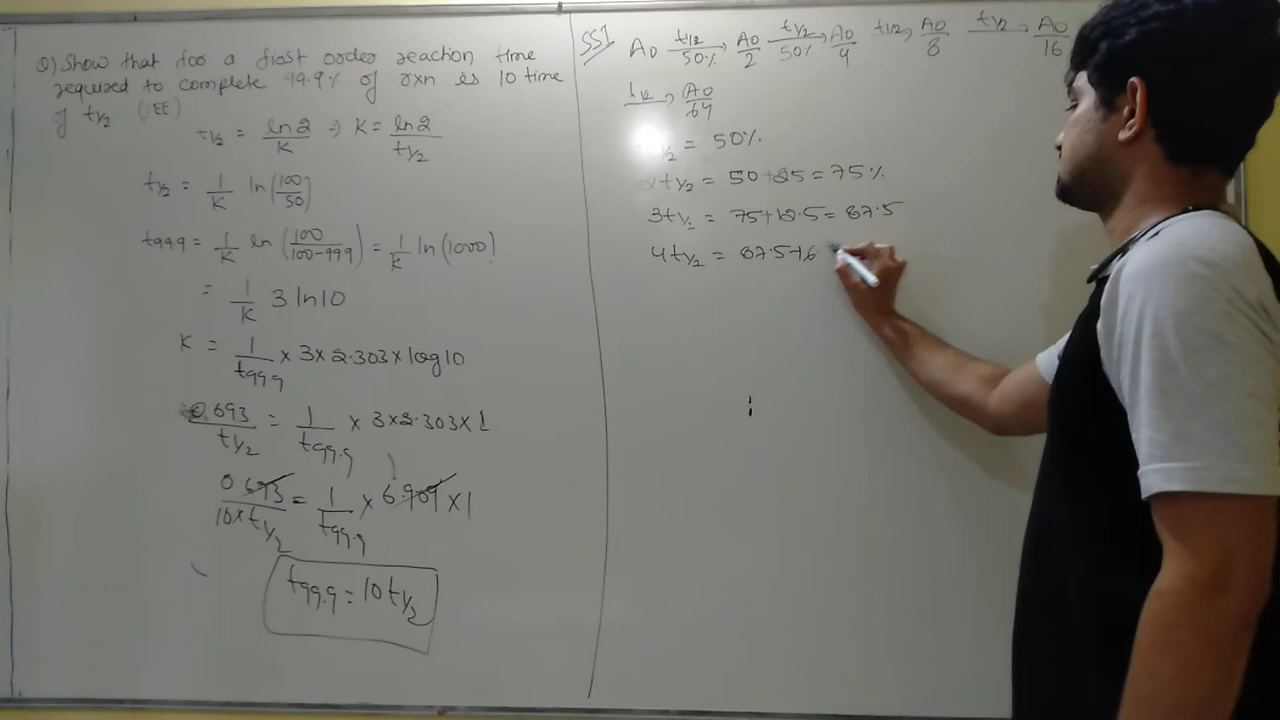 Q) Show that for a first order reaction time
required to complete 99.9% of rxn is 10 time
of t½ (JEE)
t½ = ln2/K → K = ln2/t½
t½ = 1/K ln(100/50)
t99.9 = 1/K ln(100/100-99.9) = 1/K ln(1000)
= 1/K 3 ln10
K = 1/t99.9 × 3 × 2.303 × log10
0.693/t½ = 1/t99.9 × 3×2.303×1
0.693/10×t½ = 1/t99.9 × 6.909 × 1
t99.9 = 10t½
A0 t1/2 50% → A0/2 t½ 50% → A0/4 t1/2 → A0/8 t½ → A0/16
t½ → A0/64
= 50%
2t½ = 50+25 = 75%
3t½ = 75+12.5 = 87.5
4t½ = 87.5+6